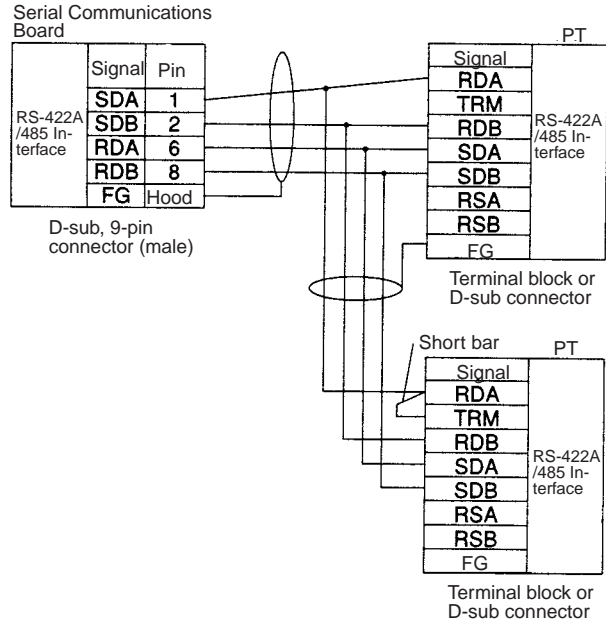 Serial Communications
Board
Signal Pin
SDA 1
SDB 2
RDA 6
RDB 8
FG Hood
RS-422A
/485 In-
terface
D-sub, 9-pin
connector (male)
PT
Signal
RDA
TRM
RDB
SDA
SDB
RSA
RSB
FG
RS-422A
/485 In-
terface
Terminal block or
D-sub connector
Short bar
PT
Signal
RDA
TRM
RDB
SDA
SDB
RSA
RSB
FG
RS-422A
/485 In-
terface
Terminal block or
D-sub connector